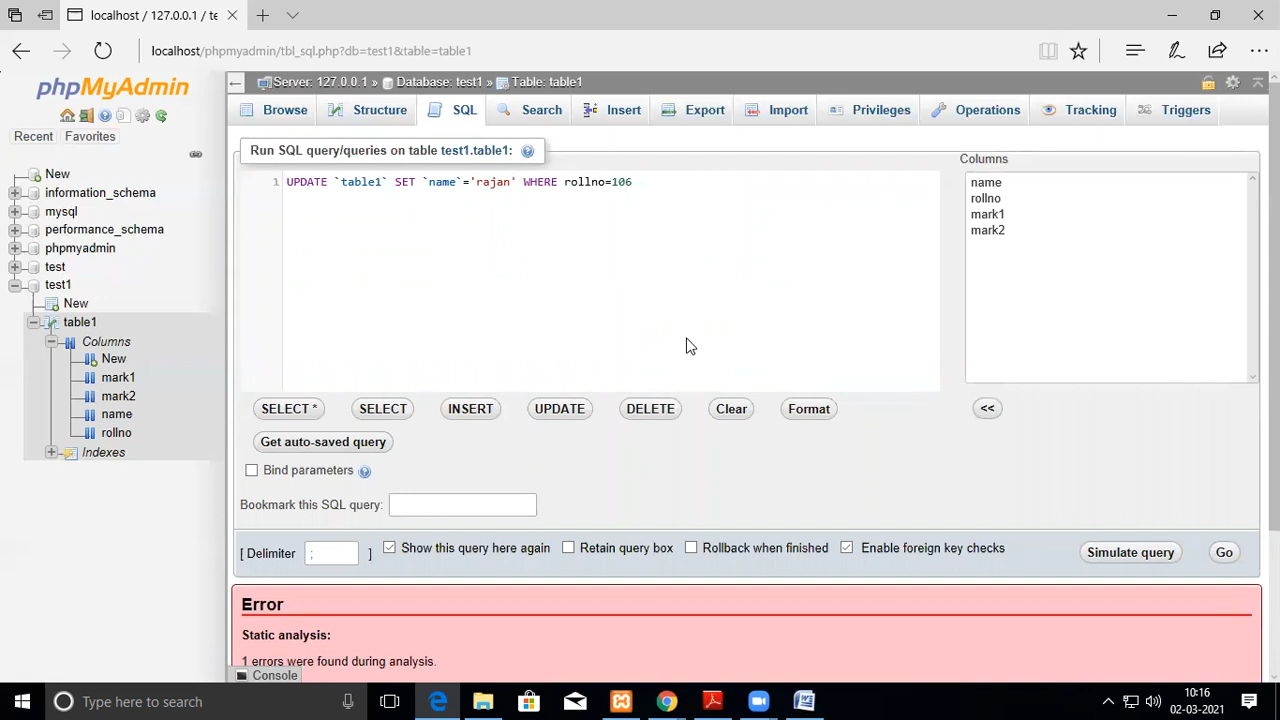 localhost / 127.0.0.1 / te
localhost/phpmyadmin/tbl_sql.php?db=test1&table=table1
phpMyAdmin
Recent Favorites
New
information_schema
mysql
performance_schema
phpmyadmin
test
test1
New
table1
Columns
New
mark1
mark2
name
rollno
Indexes
Server: 127.0.0.1 » Database: test1 » Table: table1
Browse Structure SQL Search Insert Export Import Privileges Operations Tracking Triggers
Run SQL query/queries on table test1.table1:
1 UPDATE `table1` SET `name`='rajan' WHERE rollno=106
Columns
name
rollno
mark1
mark2
SELECT * SELECT INSERT UPDATE DELETE Clear Format <<
Get auto-saved query
Bind parameters
Bookmark this SQL query:
[ Delimiter ; ] Show this query here again Retain query box Rollback when finished Enable foreign key checks Simulate query Go
Error
Static analysis:
1 errors were found during analysis.
Console
Type here to search
10:16
02-03-2021